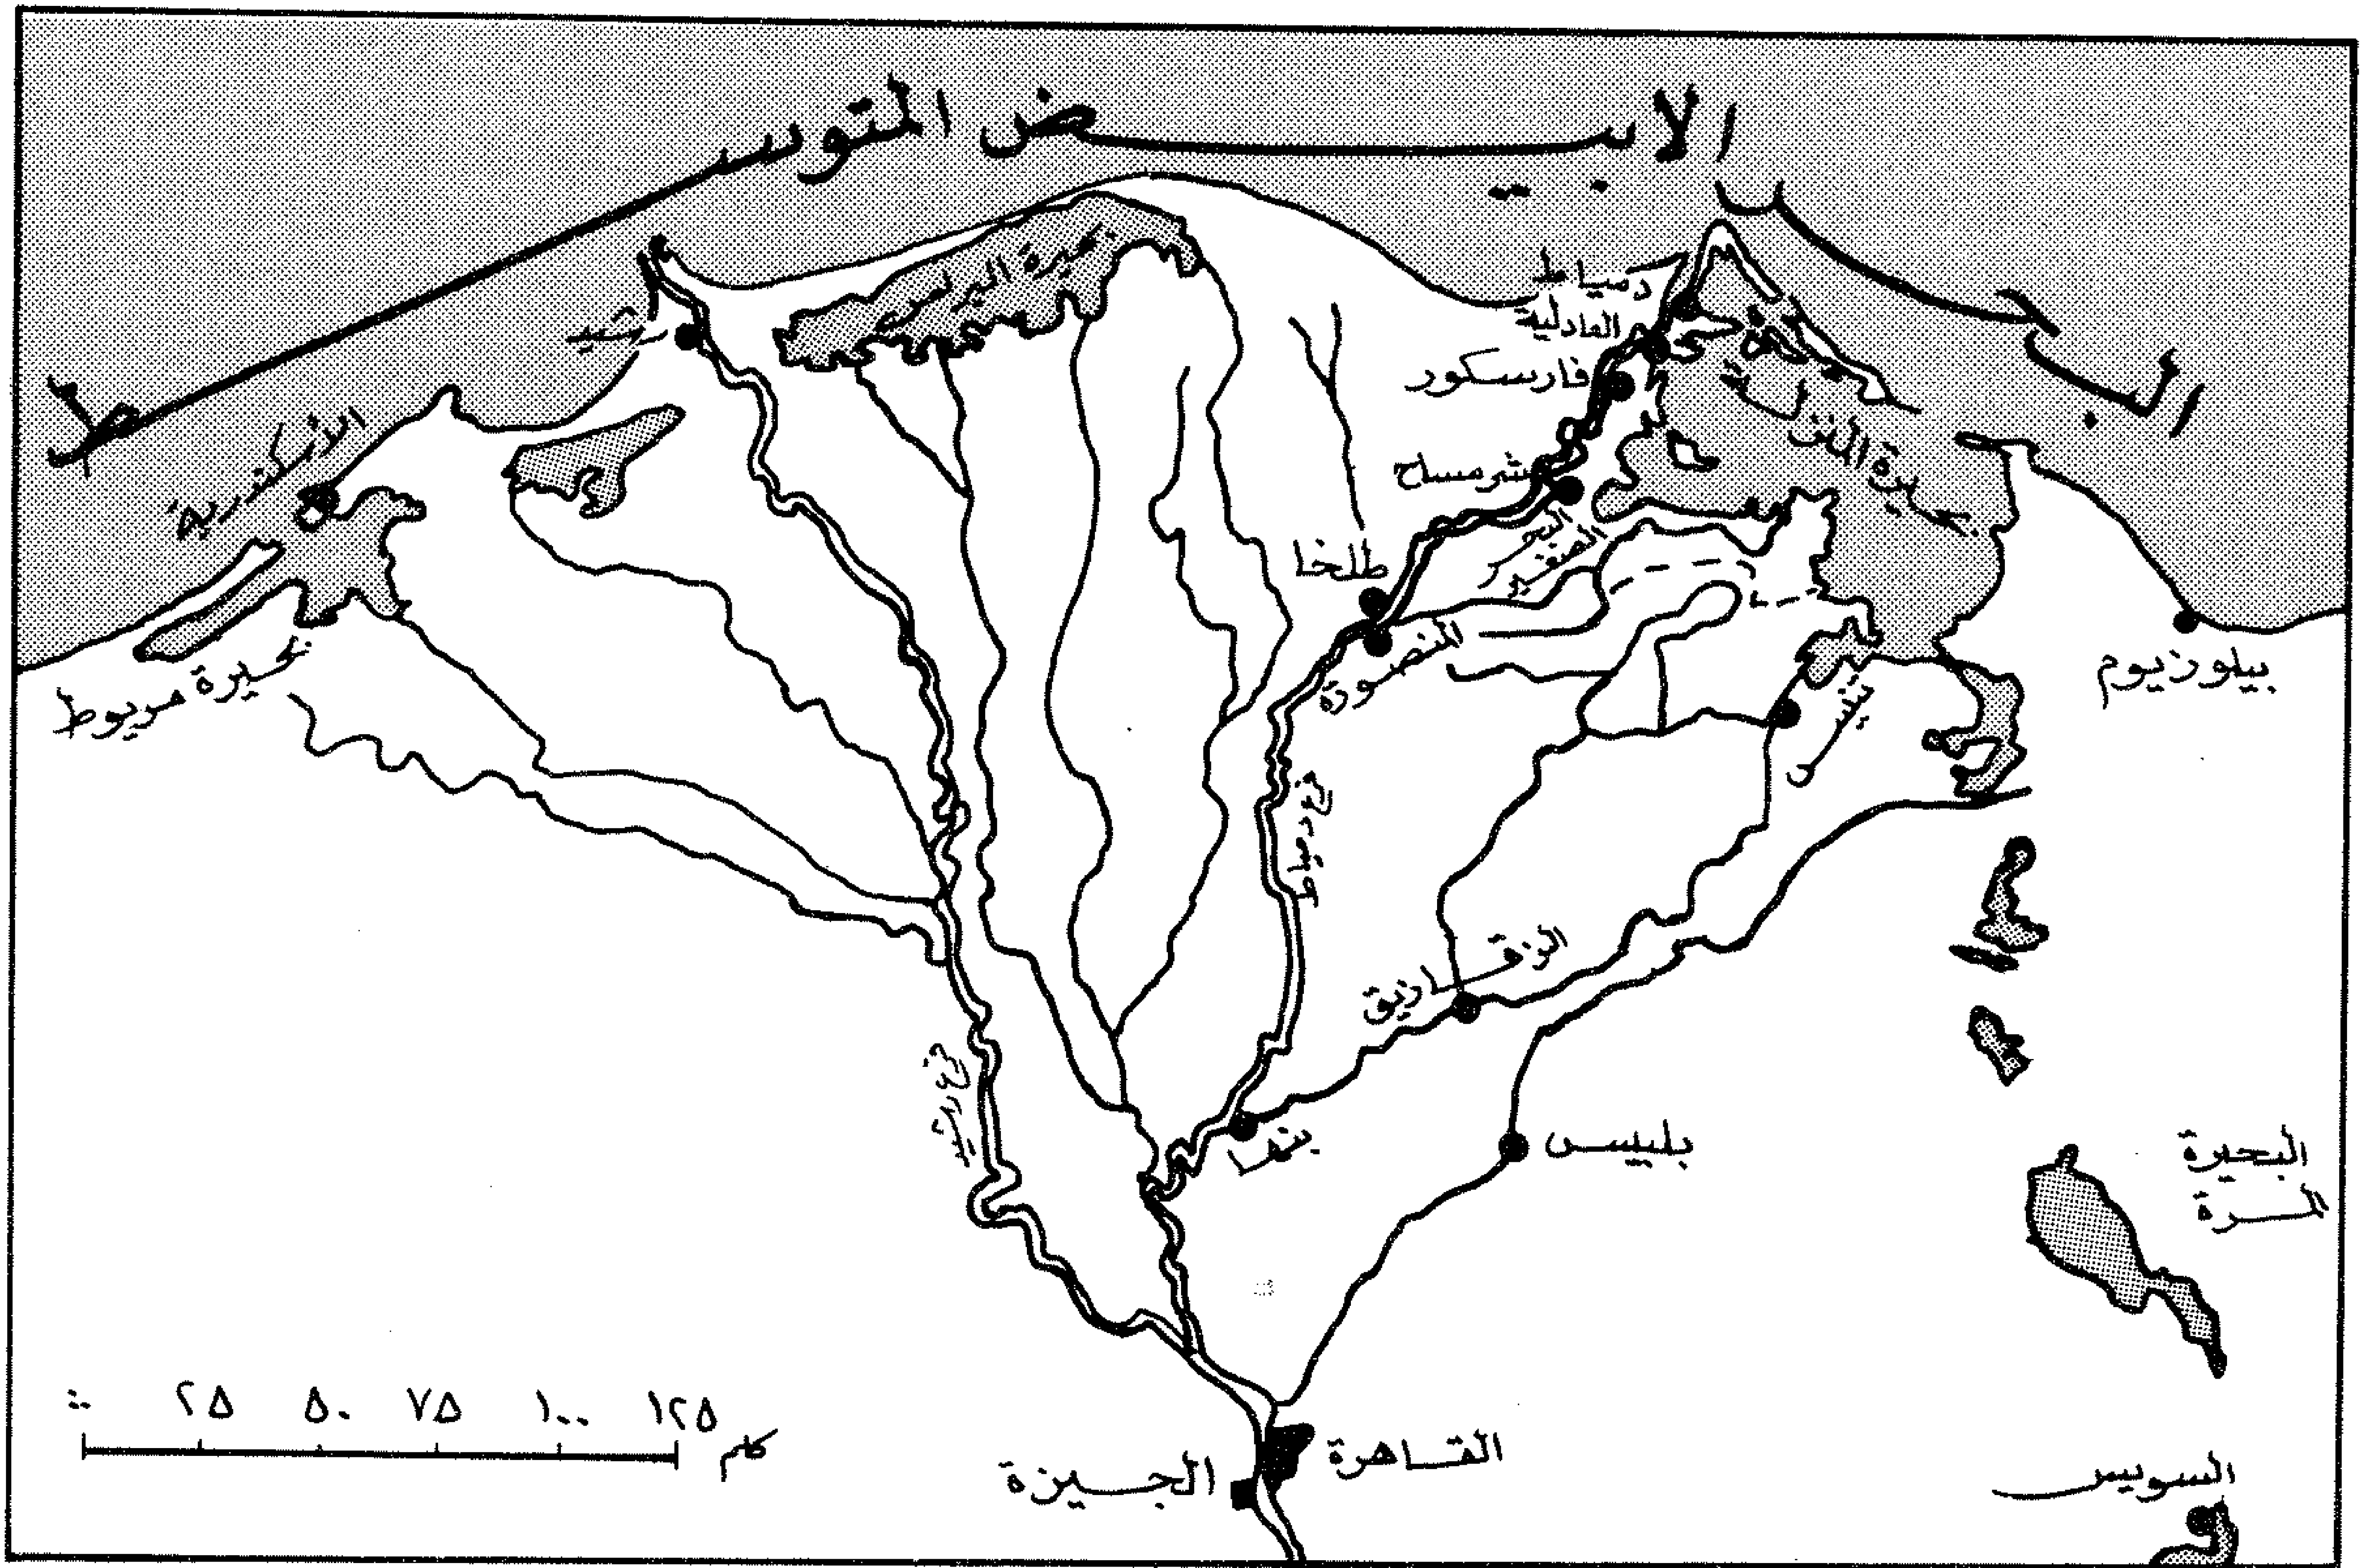 البحر الابيض المتوسط
بحيرة البرلس
دمياط
العادلية
فارسكور
رشيد
الأسكندرية
بحيرة المنزلة
شرمساح
البحر
الصغير
طلخا
المنصورة
بحيرة مريوط
بيلوزيوم
تنيس
فرع دمياط
الزقازيق
فرع رشيد
بنها
بلبيس
البحيرة
المرة
٠ ٢٥ ٥٠ ٧٥ ١٠٠ ١٢٥ كلم
القاهرة
الجيزة
السويس